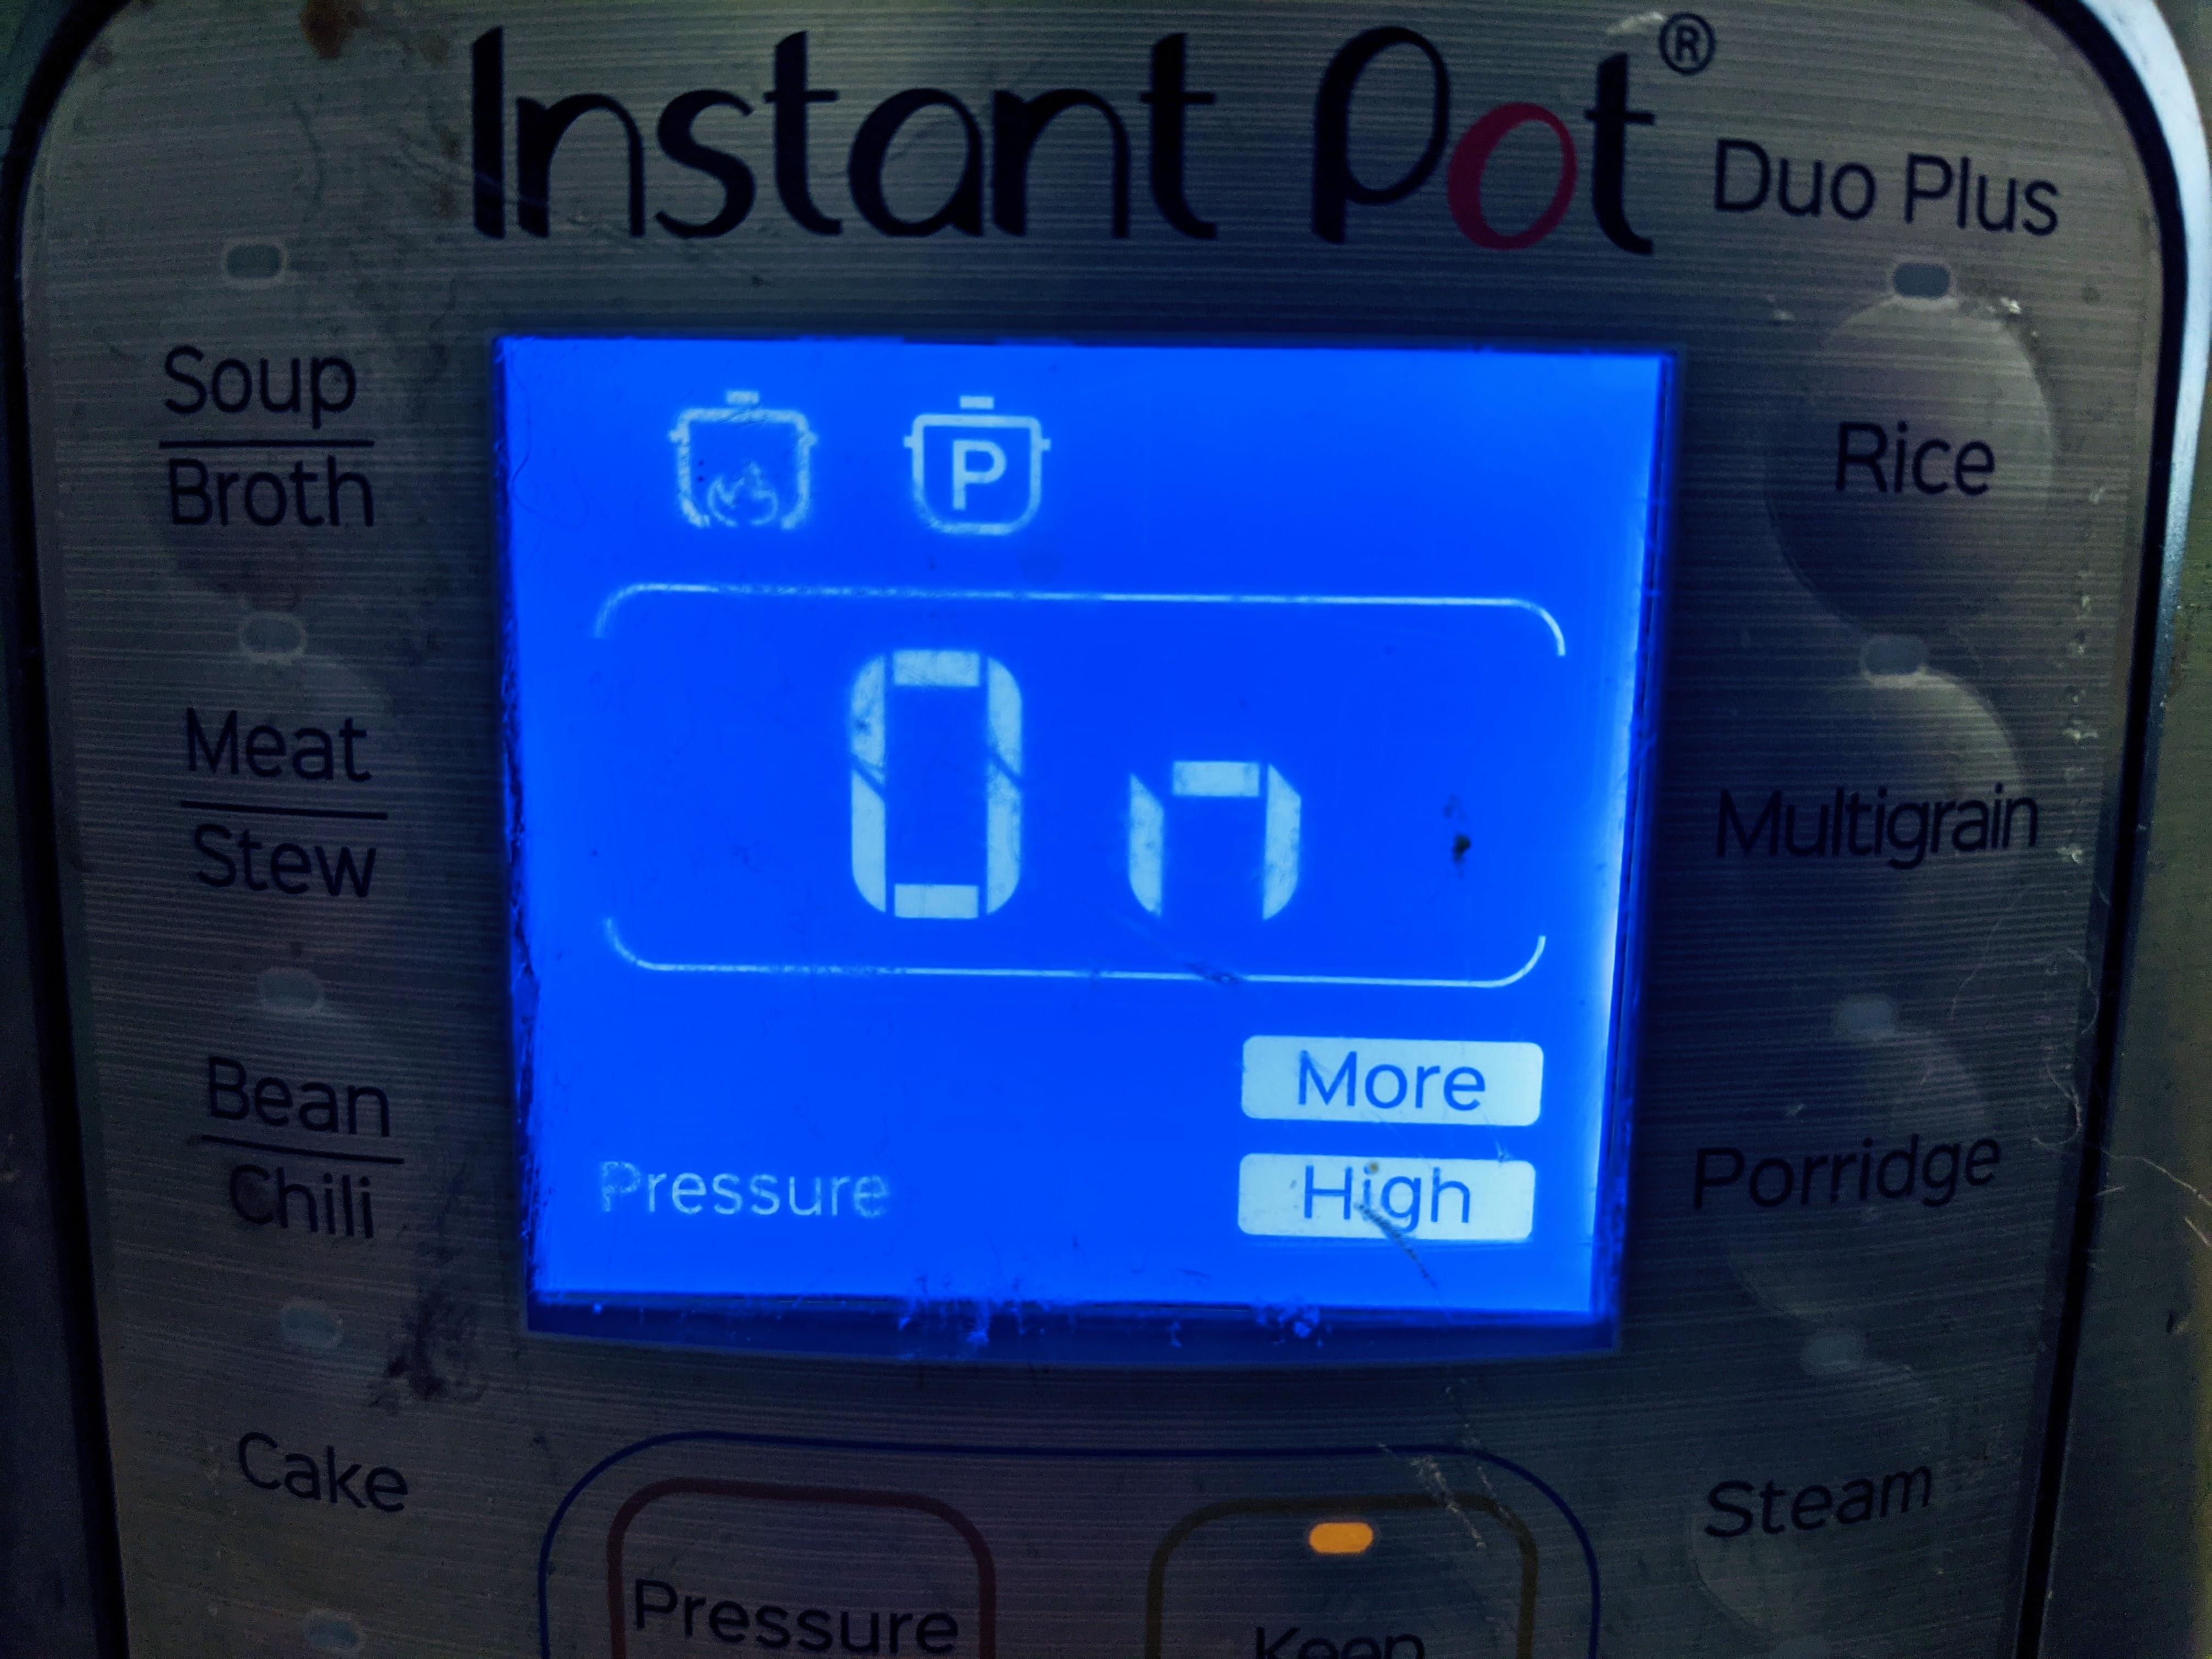 Instant Pot® Duo Plus
Soup
Broth
Rice
P
On
Meat
Stew
Multigrain
More
Bean
Chili
Pressure
High
Porridge
Cake
Steam
Pressure
Keep